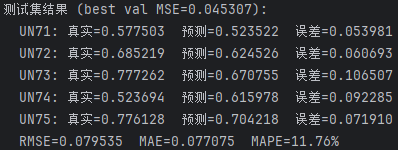 测试集结果 (best val MSE=0.045307):
UN71: 真实=0.577503 预测=0.523522 误差=0.053981
UN72: 真实=0.685219 预测=0.624526 误差=0.060693
UN73: 真实=0.777262 预测=0.670755 误差=0.106507
UN74: 真实=0.523694 预测=0.615978 误差=0.092285
UN75: 真实=0.776128 预测=0.704218 误差=0.071910
RMSE=0.079535 MAE=0.077075 MAPE=11.76%